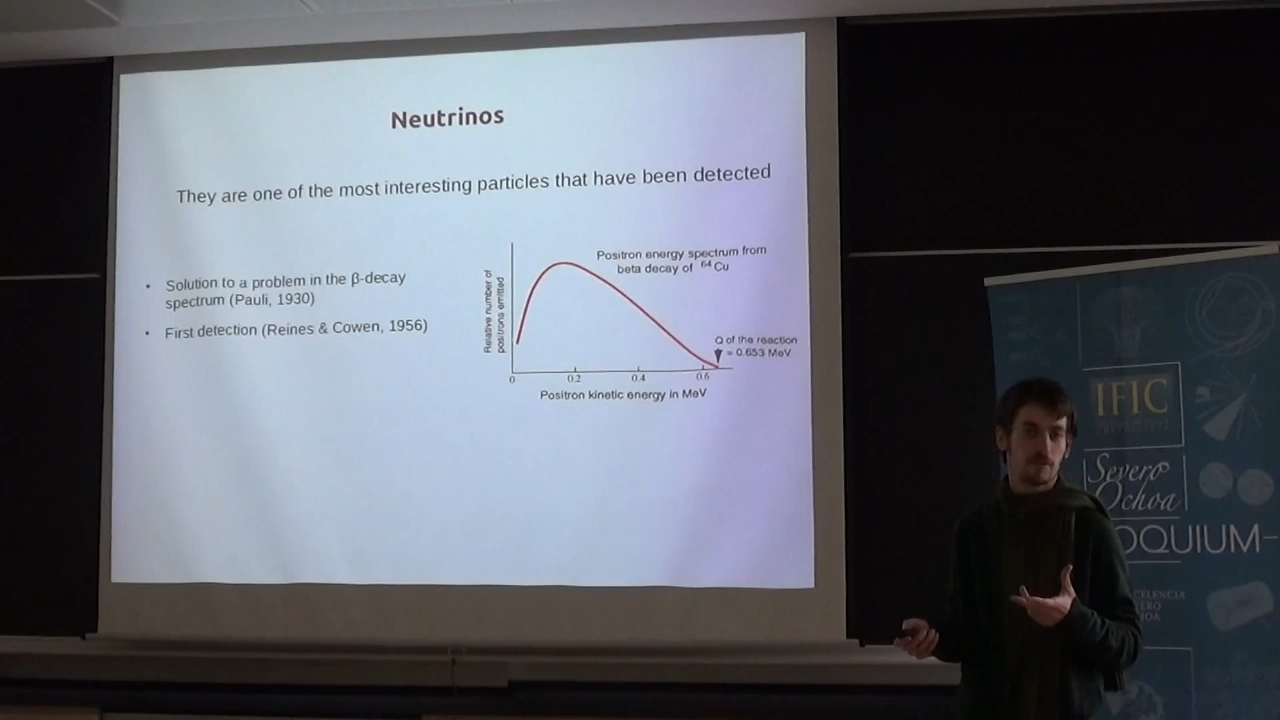 Neutrinos
They are one of the most interesting particles that have been detected
• Solution to a problem in the β-decay
spectrum (Pauli, 1930)
• First detection (Reines & Cowen, 1956)
Relative number of
positrons emitted
Positron energy spectrum from
beta decay of ⁶⁴Cu
Q of the reaction
= 0.653 MeV
0 0.2 0.4 0.6
Positron kinetic energy in MeV
IFIC
Severo
Ochoa
OQUIUM-
CELENCIA
ERO